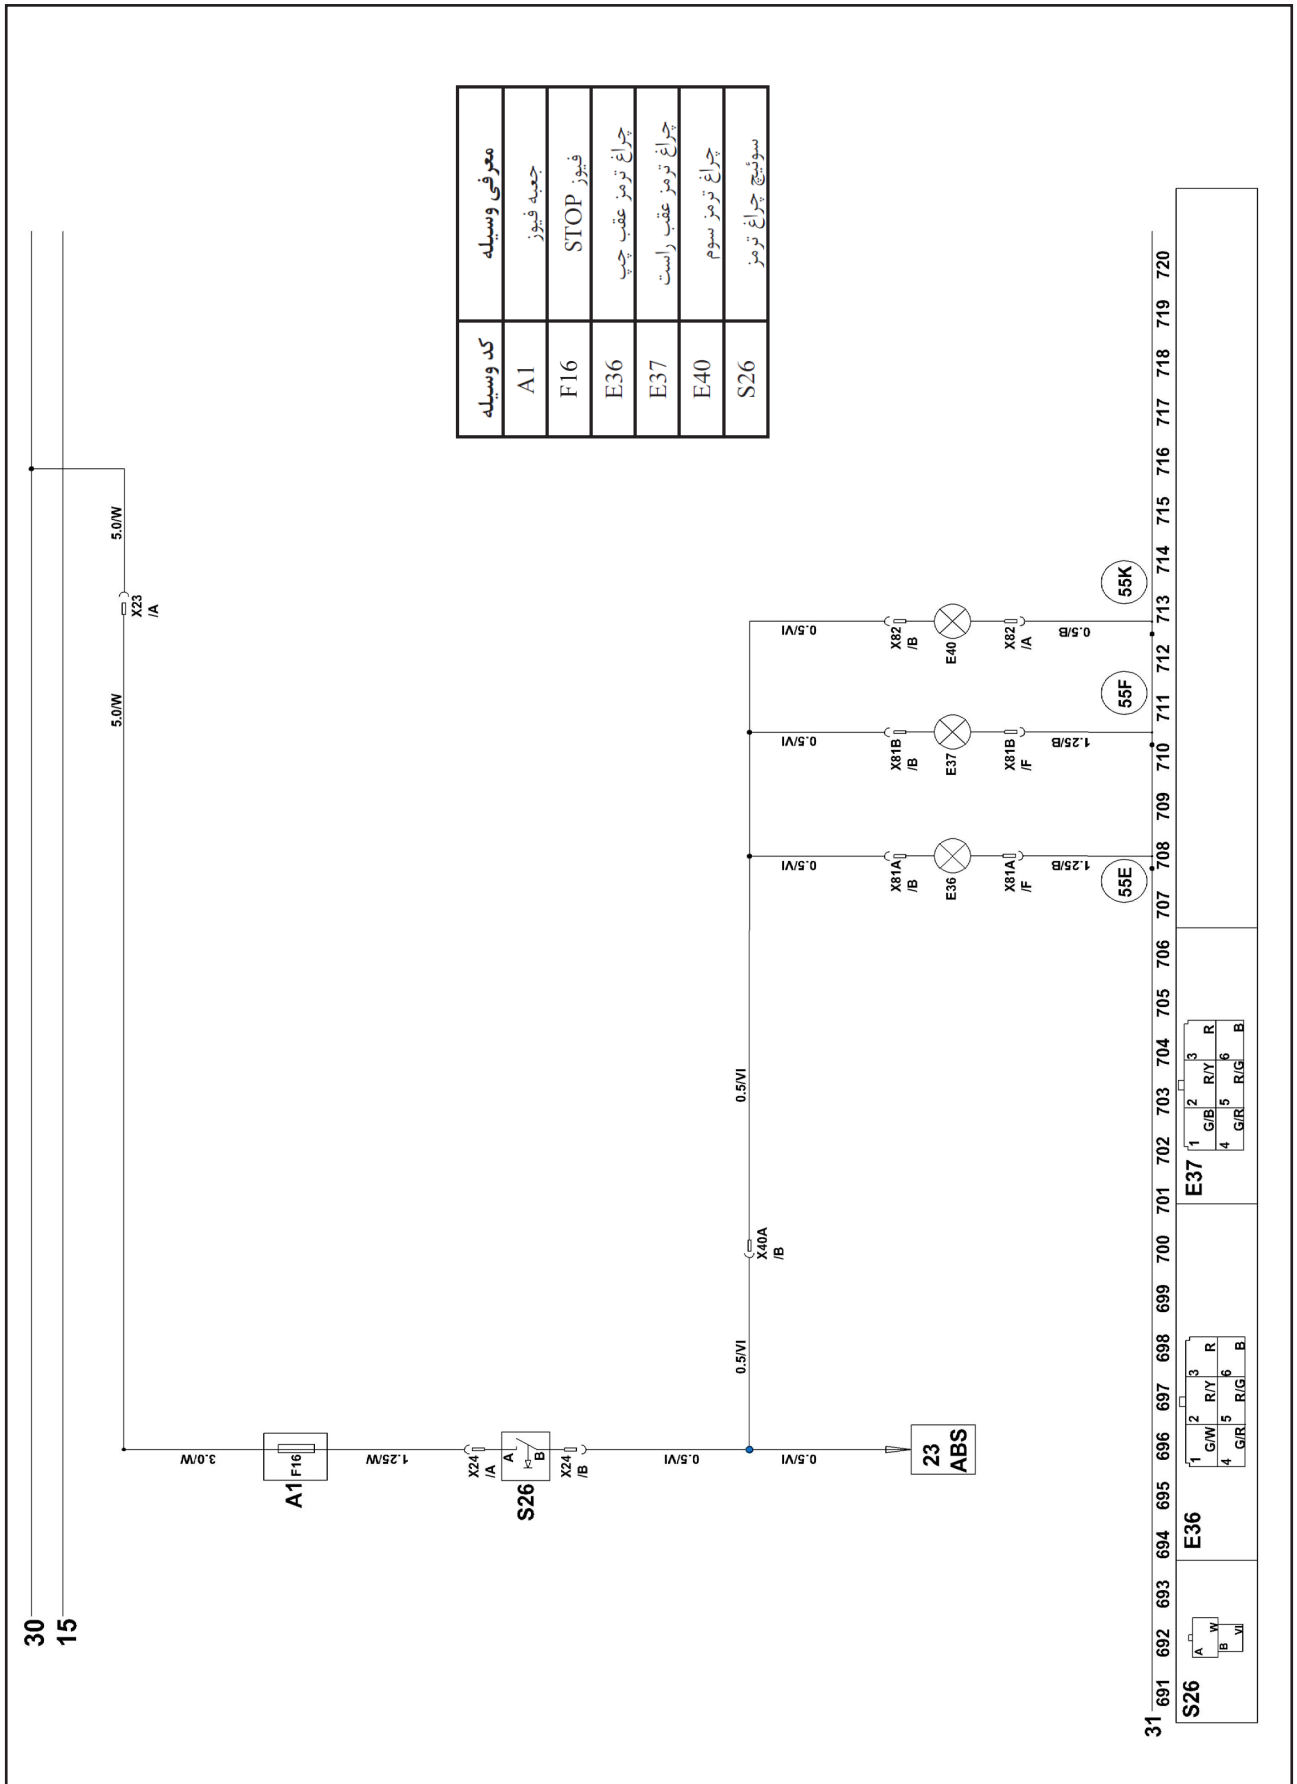 30
15
5.0/W
X23
/A
5.0/W
3.0/W
A1
F16
1.25/W
X24
/A
A
B
S26
X24
/B
0.5/VI
0.5/VI
23
ABS
0.5/VI
X40A
/B
0.5/VI
0.5/VI
X81A
/B
E36
X81A
/F
1.25/B
55E
0.5/VI
X81B
/B
E37
X81B
/F
1.25/B
55F
0.5/VI
X82
/B
E40
X82
/A
0.5/B
55K
کد وسیله معرفی وسیله
A1 جعبه فیوز
F16 فیوز STOP
E36 چراغ ترمز عقب چپ
E37 چراغ ترمز عقب راست
E40 چراغ ترمز سوم
S26 سوئیچ چراغ ترمز
31
691 692 693 694 695 696 697 698 699 700 701 702 703 704 705 706 707 708 709 710 711 712 713 714 715 716 717 718 719 720
S26
A W
B VI
E36
1 G/W 2 R/Y 3 R
4 G/R 5 R/G 6 B
E37
1 G/B 2 R/Y 3 R
4 G/R 5 R/G 6 B